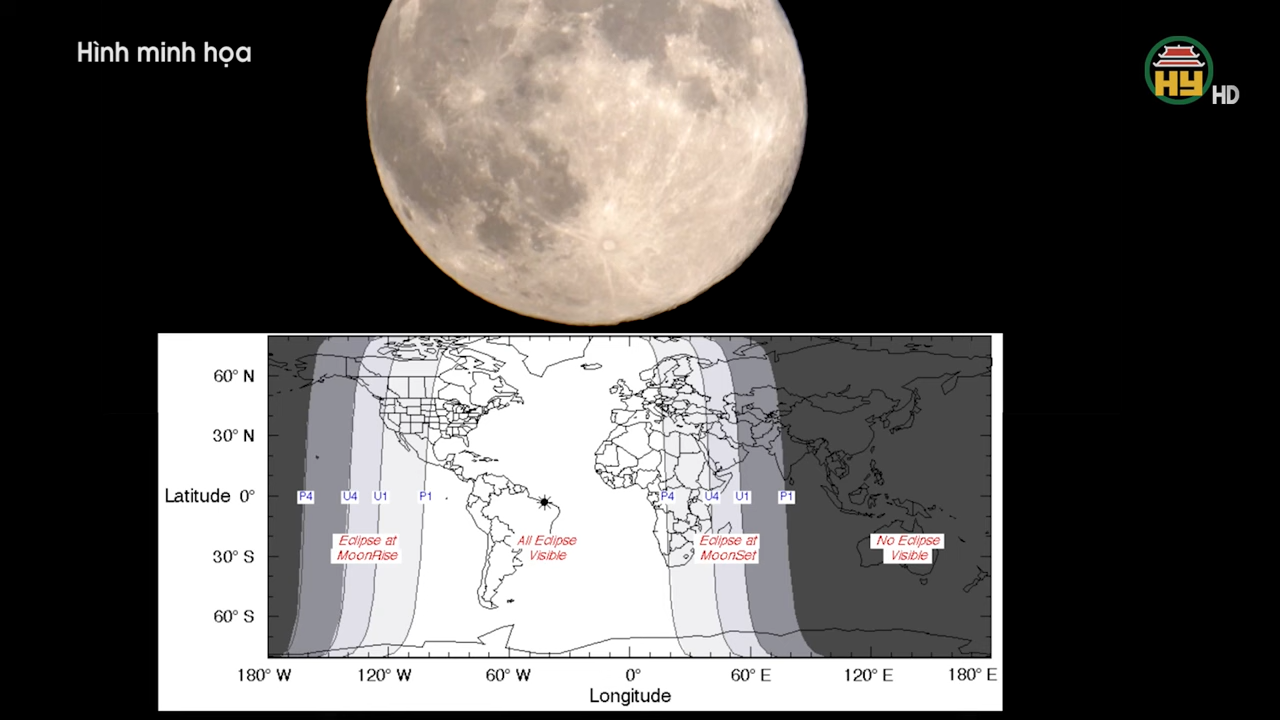 Hình minh họa
HY
HD
60° N
30° N
Latitude 0°
30° S
60° S
P4 U4 U1 P1 P4 U4 U1 P1
Eclipse at
MoonRise
All Eclipse
Visible
Eclipse at
MoonSet
No Eclipse
Visible
180° W 120° W 60° W 0° 60° E 120° E 180° E
Longitude